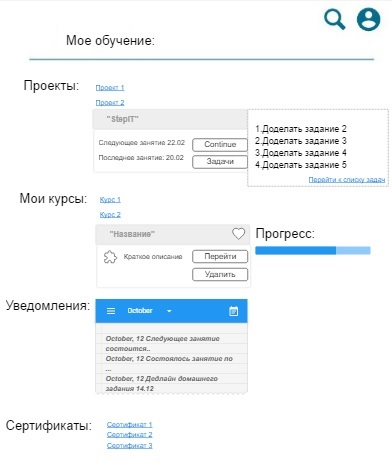 Мое обучение:
Проекты:
Проект 1
Проект 2
"StepIT"
Следующее занятие 22.02
Continue
Последнее занятие: 20.02
Задачи
1.Доделать задание 2
2.Доделать задание 3
3.Доделать задание 4
4.Доделать задание 5
Перейти к списку задач
Мои курсы:
Курс 1
Курс 2
"Название"
Краткое описание
Перейти
Удалить
Прогресс:
Уведомления:
October
October, 12 Следующее занятие
состоится..
October, 12 Состоялось занятие по
...
October, 12 Дедлайн домашнего
задания 14.12
Сертификаты:
Сертификат 1
Сертификат 2
Сертификат 3